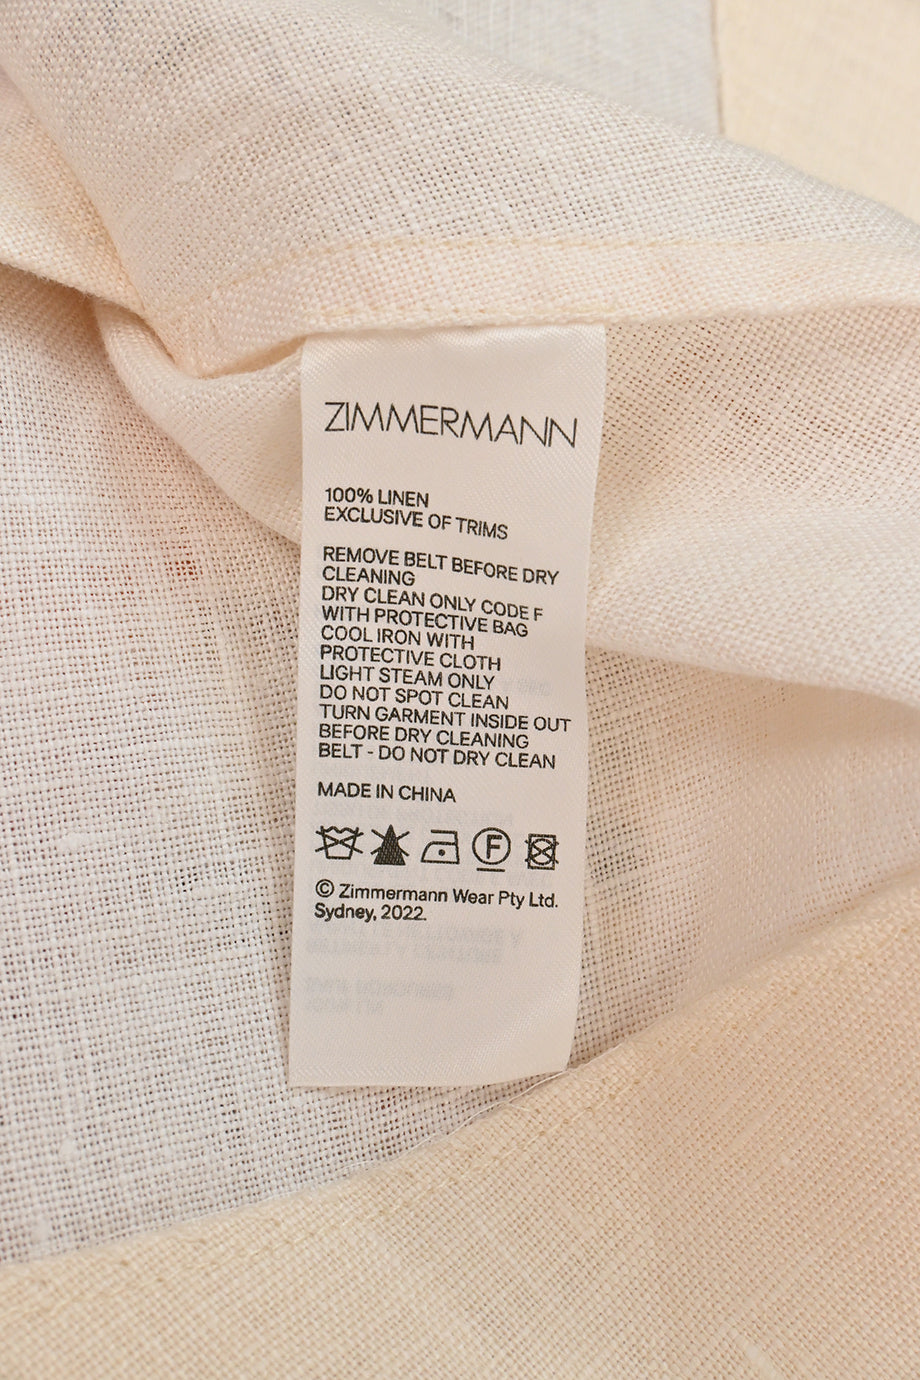 ZIMMERMANN
100% LINEN
EXCLUSIVE OF TRIMS
REMOVE BELT BEFORE DRY
CLEANING
DRY CLEAN ONLY CODE F
WITH PROTECTIVE BAG
COOL IRON WITH
PROTECTIVE CLOTH
LIGHT STEAM ONLY
DO NOT SPOT CLEAN
TURN GARMENT INSIDE OUT
BEFORE DRY CLEANING
BELT - DO NOT DRY CLEAN
MADE IN CHINA
F
© Zimmermann Wear Pty Ltd.
Sydney, 2022.